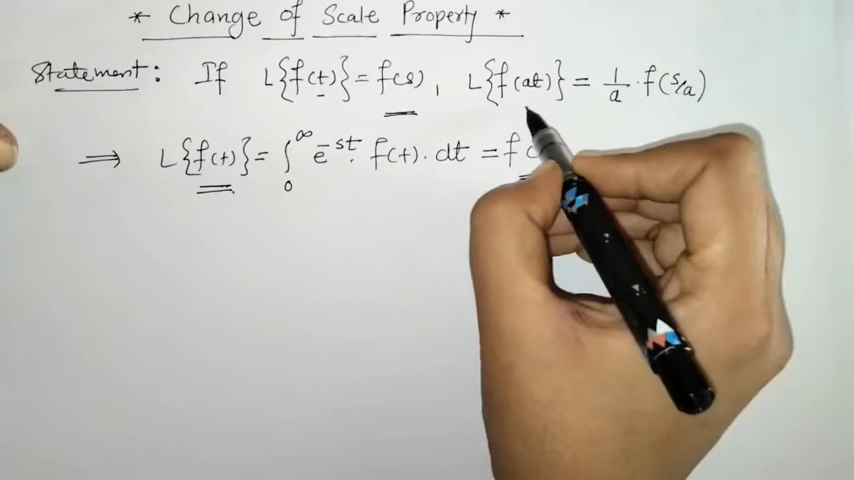 * Change of Scale Property *
Statement: If L{f(t)} = f(s), L{f(at)} = 1/a · f(s/a)
⟹ L{f(t)} = ∫₀^∞ e^-st · f(t) · dt = f